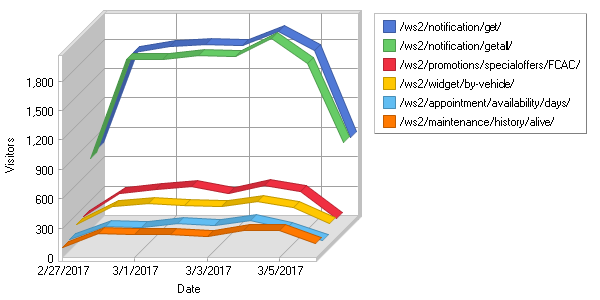 /ws2/notification/get/
/ws2/notification/getall/
/ws2/promotions/specialoffers/FCAC/
/ws2/widget/by-vehicle/
/ws2/appointment/availability/days/
/ws2/maintenance/history/alive/
Visitors
1,800
1,500
1,200
900
600
300
0
2/27/2017 3/1/2017 3/3/2017 3/5/2017
Date